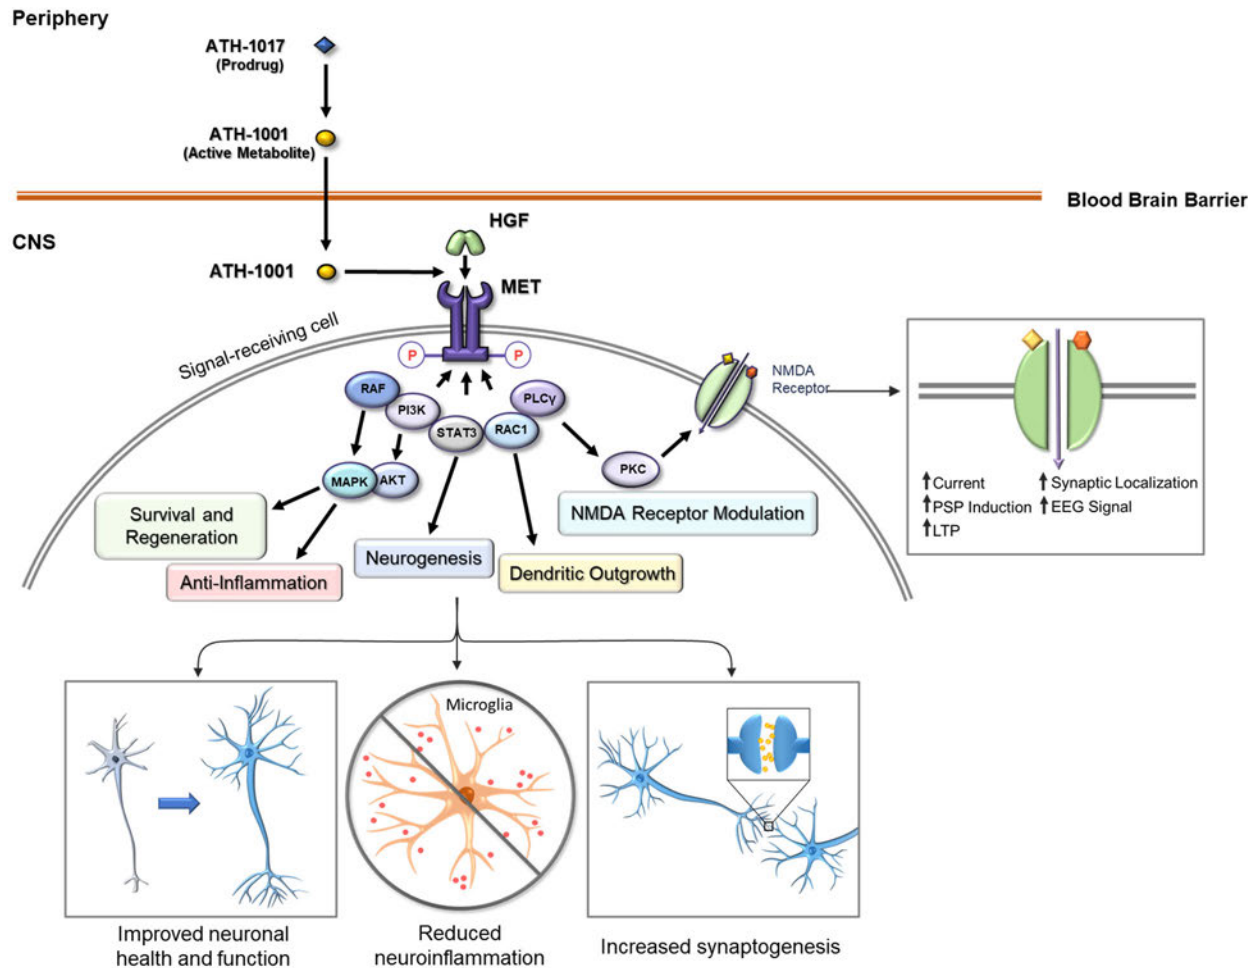 Periphery
ATH-1017
(Prodrug)
ATH-1001
(Active Metabolite)
Blood Brain Barrier
CNS
HGF
ATH-1001
MET
Signal-receiving cell
P
P
RAF
PI3K
STAT3
RAC1
PLCγ
NMDA
Receptor
MAPK
AKT
PKC
Survival and
Regeneration
Anti-Inflammation
Neurogenesis
Dendritic Outgrowth
NMDA Receptor Modulation
Current
PSP Induction
LTP
Synaptic Localization
EEG Signal
Microglia
Improved neuronal
health and function
Reduced
neuroinflammation
Increased synaptogenesis